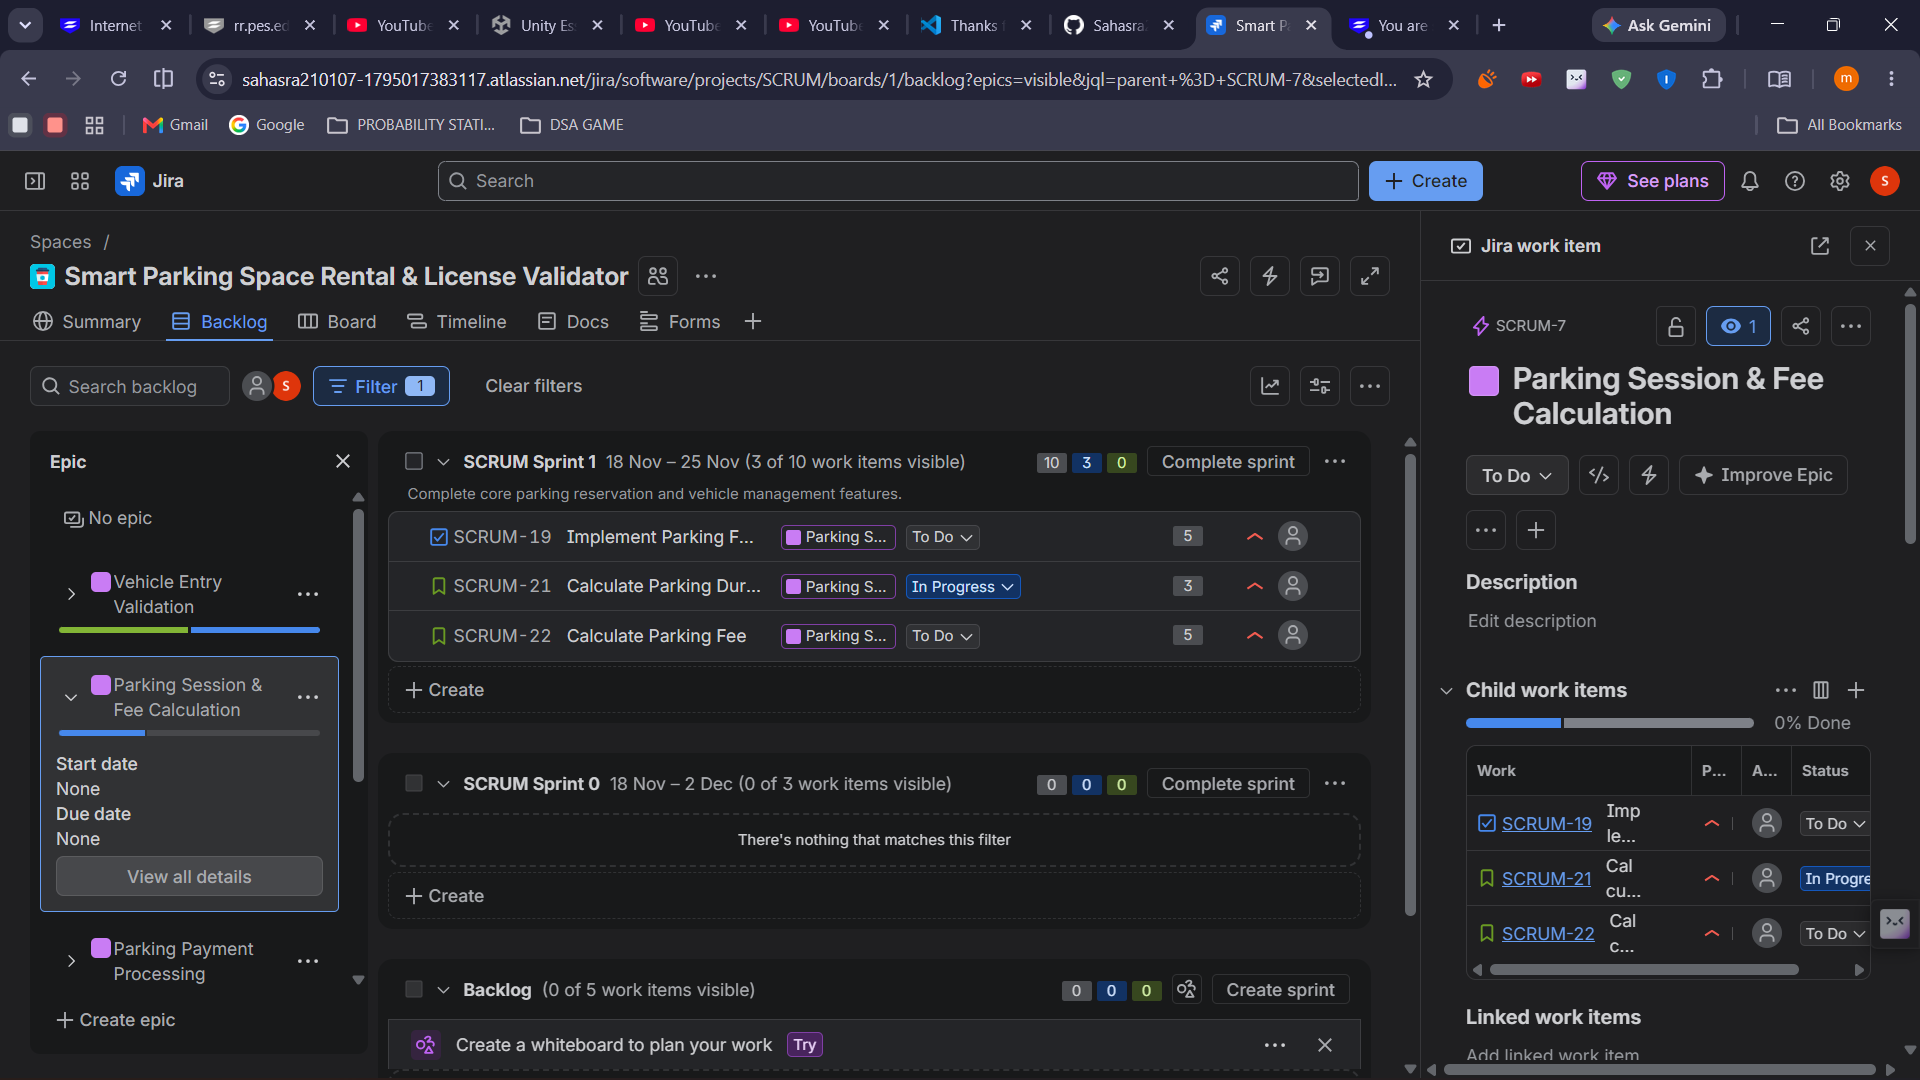 Internet
rr.pes.ed
YouTube
Unity Es
YouTube
YouTube
Thanks f
Sahasra
Smart Pa
You are
Ask Gemini
sahasra210107-1795017383117.atlassian.net/jira/software/projects/SCRUM/boards/1/backlog?epics=visible&jql=parent+%3D+SCRUM-7&selectedI...
m
Gmail
Google
PROBABILITY STATI...
DSA GAME
All Bookmarks
Jira
Search
Create
See plans
S
Spaces /
Smart Parking Space Rental & License Validator
Summary
Backlog
Board
Timeline
Docs
Forms
Search backlog
S
Filter 1
Clear filters
Epic
No epic
Vehicle Entry
Validation
Parking Session &
Fee Calculation
Start date
None
Due date
None
View all details
Parking Payment
Processing
Create epic
SCRUM Sprint 1 18 Nov – 25 Nov (3 of 10 work items visible)
10 3 0
Complete sprint
Complete core parking reservation and vehicle management features.
SCRUM-19 Implement Parking F... Parking S... To Do 5
SCRUM-21 Calculate Parking Dur... Parking S... In Progress 3
SCRUM-22 Calculate Parking Fee Parking S... To Do 5
Create
SCRUM Sprint 0 18 Nov – 2 Dec (0 of 3 work items visible)
0 0 0
Complete sprint
There's nothing that matches this filter
Create
Backlog (0 of 5 work items visible)
0 0 0
Create sprint
Create a whiteboard to plan your work Try
Jira work item
SCRUM-7
1
Parking Session & Fee
Calculation
To Do
Improve Epic
Description
Edit description
Child work items
0% Done
Work P... A... Status
SCRUM-19 Imp
le... To Do
SCRUM-21 Cal
cu... In Progre
SCRUM-22 Cal
c... To Do
Linked work items
Add linked work item